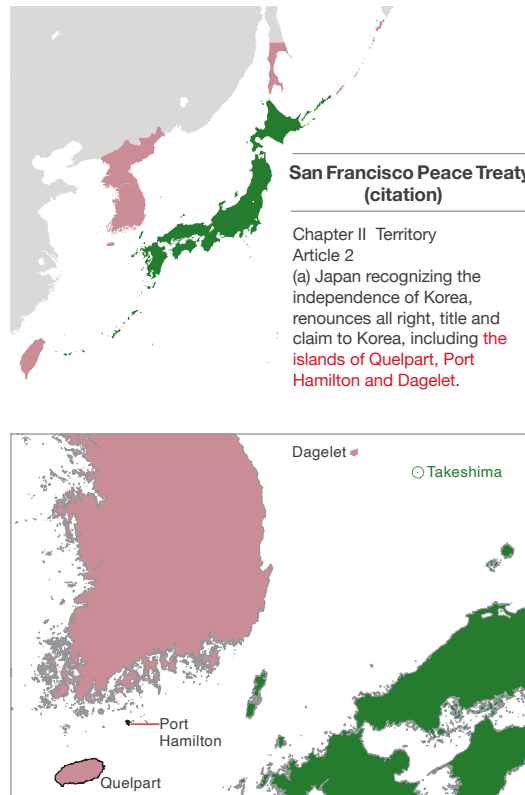 San Francisco Peace Treaty
(citation)
Chapter II Territory
Article 2
(a) Japan recognizing the
independence of Korea,
renounces all right, title and
claim to Korea, including the
islands of Quelpart, Port
Hamilton and Dagelet.
Dagelet
Takeshima
Port
Hamilton
Quelpart